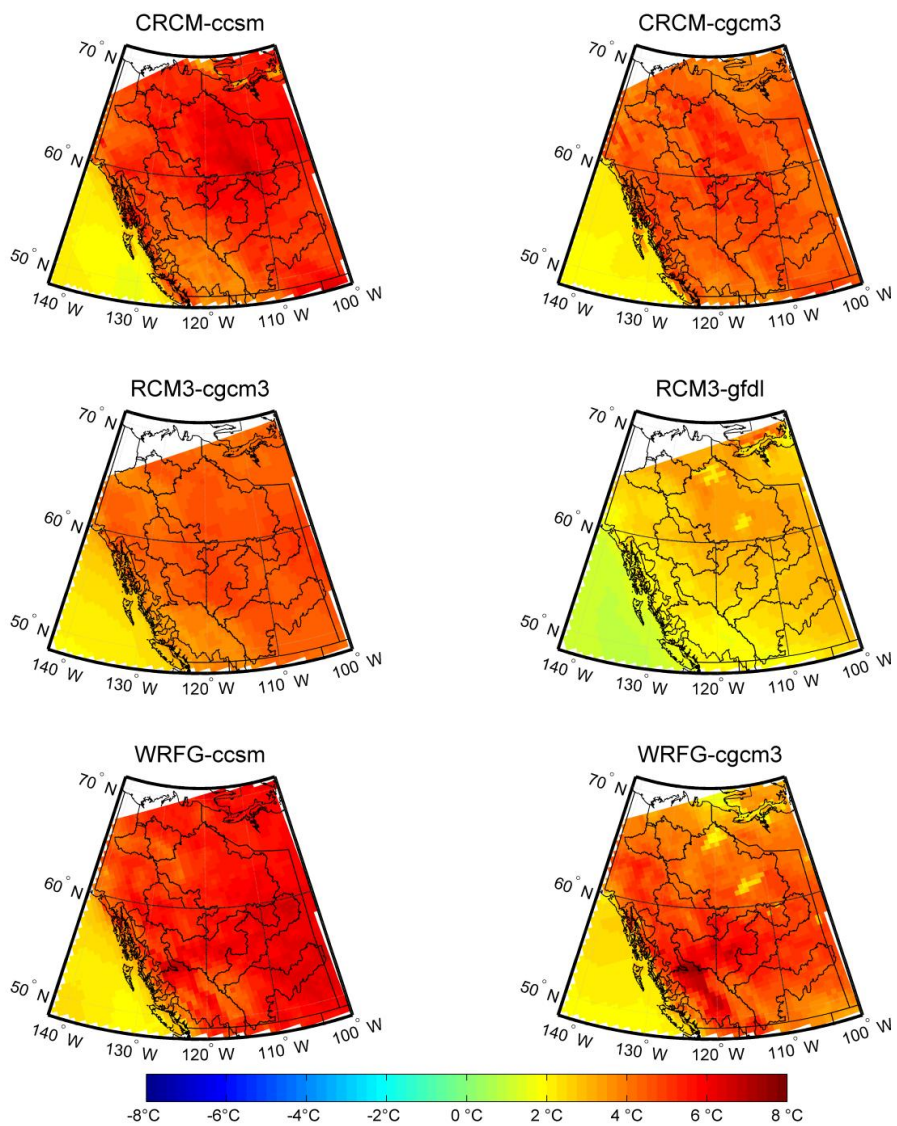 CRCM-ccsm
CRCM-cgcm3
70° N
60° N
50° N
140° W
130° W
120° W
110° W
100° W
70° N
60° N
50° N
140° W
130° W
120° W
110° W
100° W
RCM3-cgcm3
RCM3-gfdl
70° N
60° N
50° N
140° W
130° W
120° W
110° W
100° W
70° N
60° N
50° N
140° W
130° W
120° W
110° W
100° W
WRFG-ccsm
WRFG-cgcm3
70° N
60° N
50° N
140° W
130° W
120° W
110° W
100° W
70° N
60° N
50° N
140° W
130° W
120° W
110° W
100° W
-8°C -6°C -4°C -2°C 0 °C 2 °C 4 °C 6 °C 8 °C